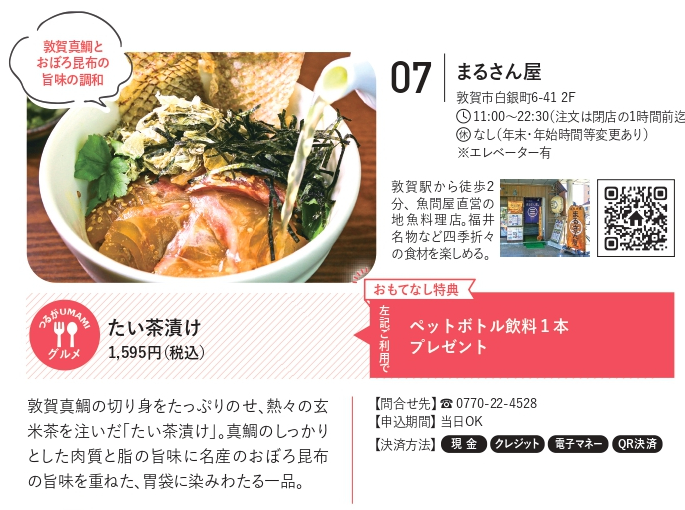 敦賀真鯛と
おぼろ昆布の
旨味の調和
07
まるさん屋
敦賀市白銀町6-41 2F
11:00～22:30（注文は閉店の1時間前迄
休 なし（年末・年始時間等変更あり）
※エレベーター有
敦賀駅から徒歩2
分、魚問屋直営の
地魚料理店。福井
名物など四季折々
の食材を楽しめる。
まるさん屋
おもてなし特典
つるがUMAMI
グルメ
たい茶漬け
1,595円（税込）
左記ご利用で
ペットボトル飲料１本
プレゼント
敦賀真鯛の切り身をたっぷりのせ、熱々の玄
米茶を注いだ「たい茶漬け」。真鯛のしっかり
とした肉質と脂の旨味に名産のおぼろ昆布
の旨味を重ねた、胃袋に染みわたる一品。
【問合せ先】☎ 0770-22-4528
【申込期間】当日OK
【決済方法】現 金 クレジット 電子マネー QR決済